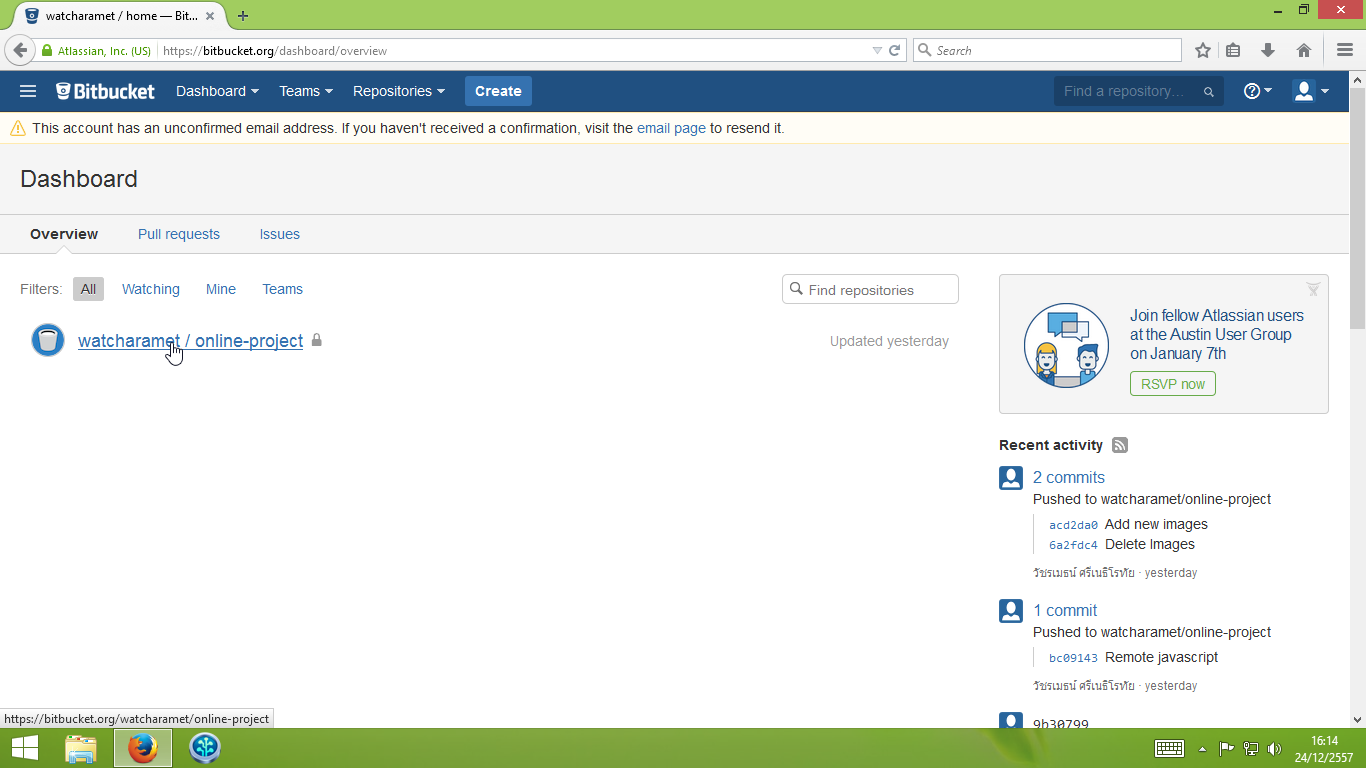 watcharamet / home — Bit...
Atlassian, Inc. (US) https://bitbucket.org/dashboard/overview Search
Bitbucket Dashboard Teams Repositories Create Find a repository...
This account has an unconfirmed email address. If you haven't received a confirmation, visit the email page to resend it.
Dashboard
Overview Pull requests Issues
Filters: All Watching Mine Teams Find repositories
watcharamet / online-project Updated yesterday
Join fellow Atlassian users
at the Austin User Group
on January 7th
RSVP now
Recent activity
2 commits
Pushed to watcharamet/online-project
acd2da0 Add new images
6a2fdc4 Delete Images
วัชรเมธน์ ศรีเนธิโรทัย · yesterday
1 commit
Pushed to watcharamet/online-project
bc09143 Remote javascript
วัชรเมธน์ ศรีเนธิโรทัย · yesterday
9b30799
https://bitbucket.org/watcharamet/online-project
16:14
24/12/2557